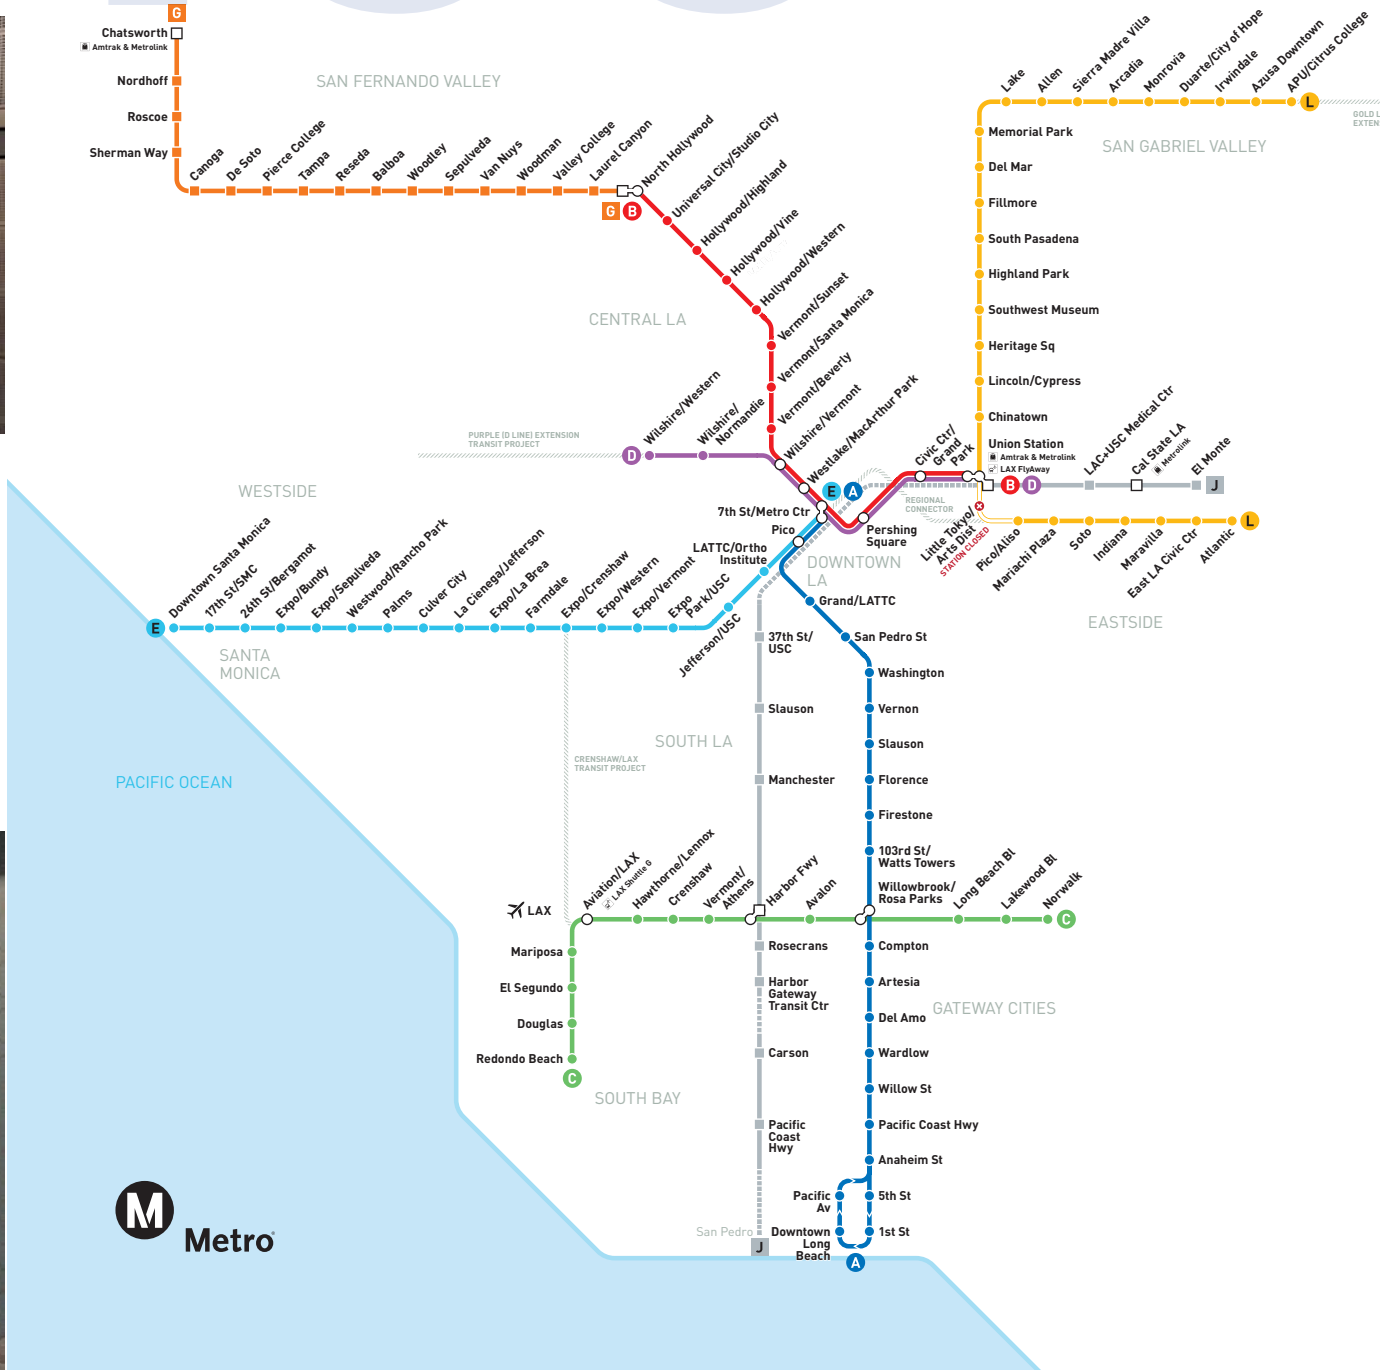 G
Chatsworth
Amtrak & Metrolink
Nordhoff
Roscoe
Sherman Way
SAN FERNANDO VALLEY
Canoga
De Soto
Pierce College
Tampa
Reseda
Balboa
Woodley
Sepulveda
Van Nuys
Woodman
Valley College
Laurel Canyon
North Hollywood
G
B
Universal City/Studio City
Hollywood/Highland
Hollywood/Vine
Hollywood/Western
Vermont/Sunset
Vermont/Santa Monica
Vermont/Beverly
Wilshire/Vermont
Westlake/MacArthur Park
CENTRAL LA
Lake
Allen
Sierra Madre Villa
Arcadia
Monrovia
Duarte/City of Hope
Irwindale
Azusa Downtown
APU/Citrus College
L
GOLD L
EXTEN
Memorial Park
SAN GABRIEL VALLEY
Del Mar
Fillmore
South Pasadena
Highland Park
Southwest Museum
Heritage Sq
Lincoln/Cypress
Chinatown
Union Station
Amtrak & Metrolink
LAX FlyAway
PURPLE (D LINE) EXTENSION
TRANSIT PROJECT
D
Wilshire/Western
Wilshire/
Normandie
E
A
7th St/Metro Ctr
Pico
Pershing
Square
Civic Ctr/
Grand
Park
REGIONAL
CONNECTOR
B
D
LAC+USC Medical Ctr
Cal State LA
Metrolink
El Monte
J
Little Tokyo/
Arts Dist
STATION CLOSED
Pico/Aliso
Mariachi Plaza
Soto
Indiana
Maravilla
East LA Civic Ctr
Atlantic
L
EASTSIDE
WESTSIDE
E
Downtown Santa Monica
17th St/SMC
26th St/Bergamot
Expo/Bundy
Expo/Sepulveda
Westwood/Rancho Park
Palms
Culver City
La Cienega/Jefferson
Expo/La Brea
Farmdale
Expo/Crenshaw
Expo/Western
Expo/Vermont
Expo
Park/USC
Jefferson/USC
LATTC/Ortho
Institute
DOWNTOWN
LA
SANTA
MONICA
Grand/LATTC
San Pedro St
Washington
Vernon
Slauson
Florence
Firestone
103rd St/
Watts Towers
Willowbrook/
Rosa Parks
37th St/
USC
Slauson
Manchester
SOUTH LA
CRENSHAW/LAX
TRANSIT PROJECT
PACIFIC OCEAN
LAX
Aviation/LAX
LAX Shuttle G
Hawthorne/Lennox
Crenshaw
Vermont/
Athens
Harbor Fwy
Avalon
Long Beach Bl
Lakewood Bl
Norwalk
C
Mariposa
El Segundo
Douglas
Redondo Beach
C
SOUTH BAY
Rosecrans
Harbor
Gateway
Transit Ctr
Carson
Pacific
Coast
Hwy
San Pedro
J
Compton
Artesia
Del Amo
GATEWAY CITIES
Wardlow
Willow St
Pacific Coast Hwy
Anaheim St
Pacific
Av
5th St
Downtown
Long
Beach
1st St
A
M
Metro